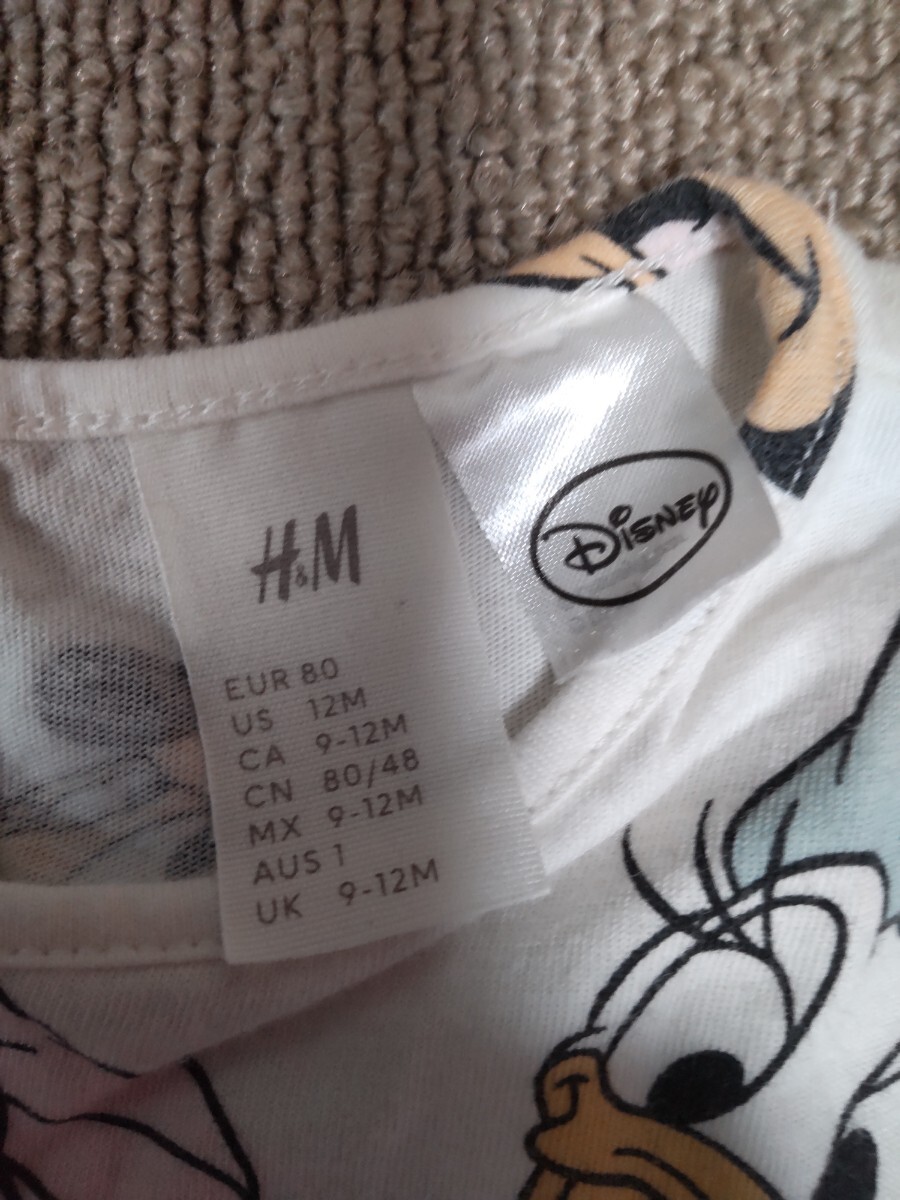 H&M
Disney
EUR 80
US 12M
CA 9-12M
CN 80/48
MX 9-12M
AUS 1
UK 9-12M